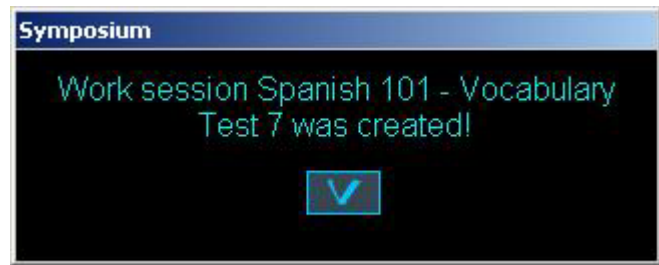 Symposium
Work session Spanish 101 - Vocabulary
Test 7 was created!